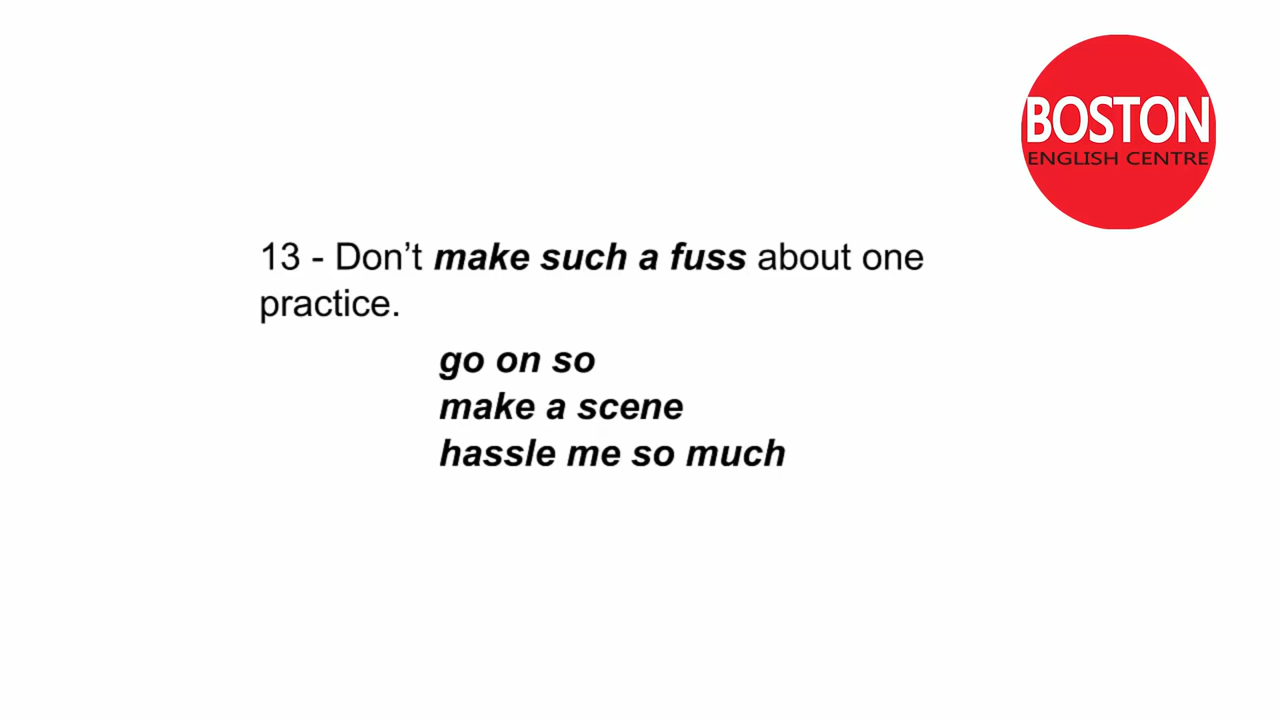 BOSTON
ENGLISH CENTRE
13 - Don’t make such a fuss about one
practice.
go on so
make a scene
hassle me so much